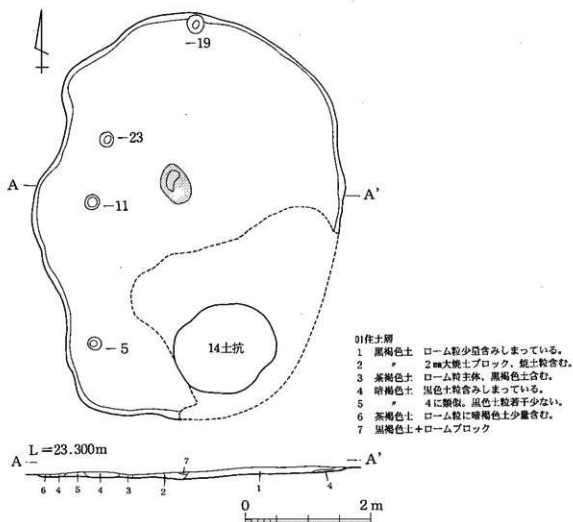 -19
-23
A
A'
-11
-5
14土抗
01住土層
1 黒褐色土 ローム粒少量含みしまっている。
2 〃 2mm大焼土ブロック、焼土粒含む。
3 茶褐色土 ローム粒主体、黒褐色土含む。
4 暗褐色土 黒色土粒含みしまっている。
5 〃 4に類似。黒色土粒若干少ない。
6 茶褐色土 ローム粒に暗褐色土少量含む。
7 黒褐色土+ロームブロック
L=23.300m
A
A'
7
6 4 5 4 3 2 1 4
0 2m